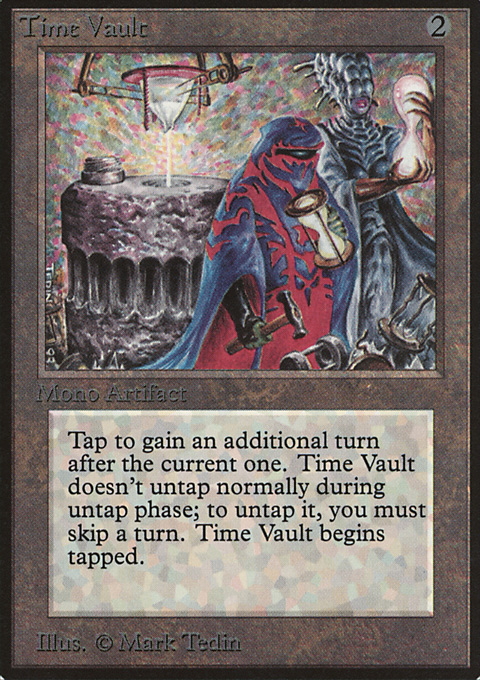 Time Vault 2
TEDIN
Mono Artifact
Tap to gain an additional turn
after the current one. Time Vault
doesn't untap normally during
untap phase; to untap it, you must
skip a turn. Time Vault begins
tapped.
Illus. © Mark Tedin